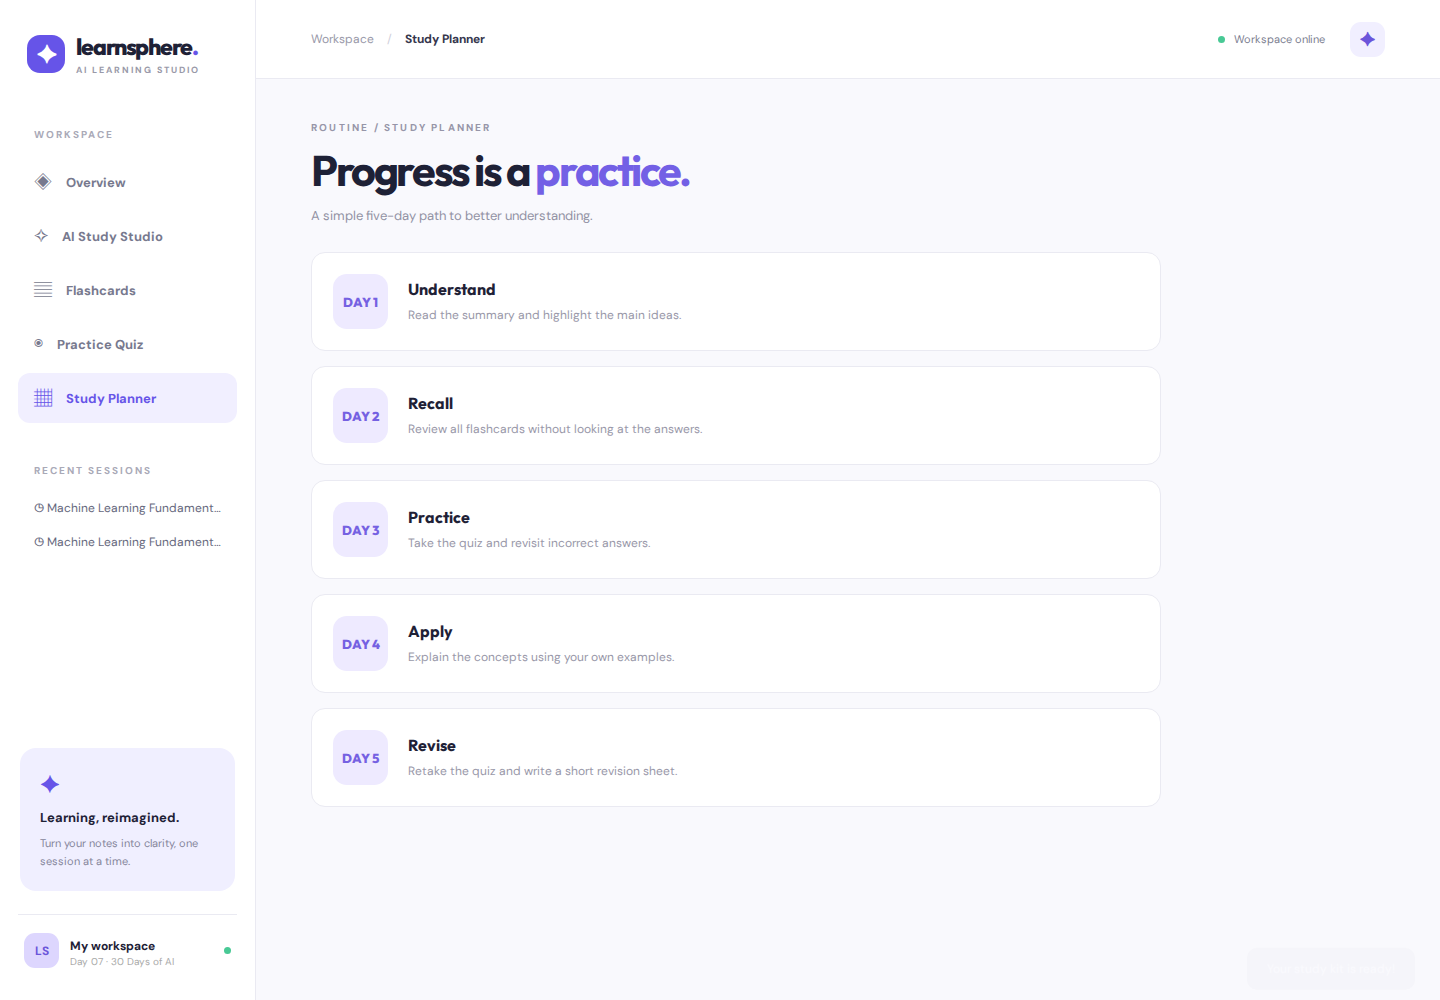 learnsphere.
AI LEARNING STUDIO
WORKSPACE
Overview
AI Study Studio
Flashcards
Practice Quiz
Study Planner
RECENT SESSIONS
Machine Learning Fundament...
Machine Learning Fundament...
Learning, reimagined.
Turn your notes into clarity, one
session at a time.
LS
My workspace
Day 07 · 30 Days of AI
Workspace / Study Planner
Workspace online
ROUTINE / STUDY PLANNER
Progress is a practice.
A simple five-day path to better understanding.
DAY 1
Understand
Read the summary and highlight the main ideas.
DAY 2
Recall
Review all flashcards without looking at the answers.
DAY 3
Practice
Take the quiz and revisit incorrect answers.
DAY 4
Apply
Explain the concepts using your own examples.
DAY 5
Revise
Retake the quiz and write a short revision sheet.